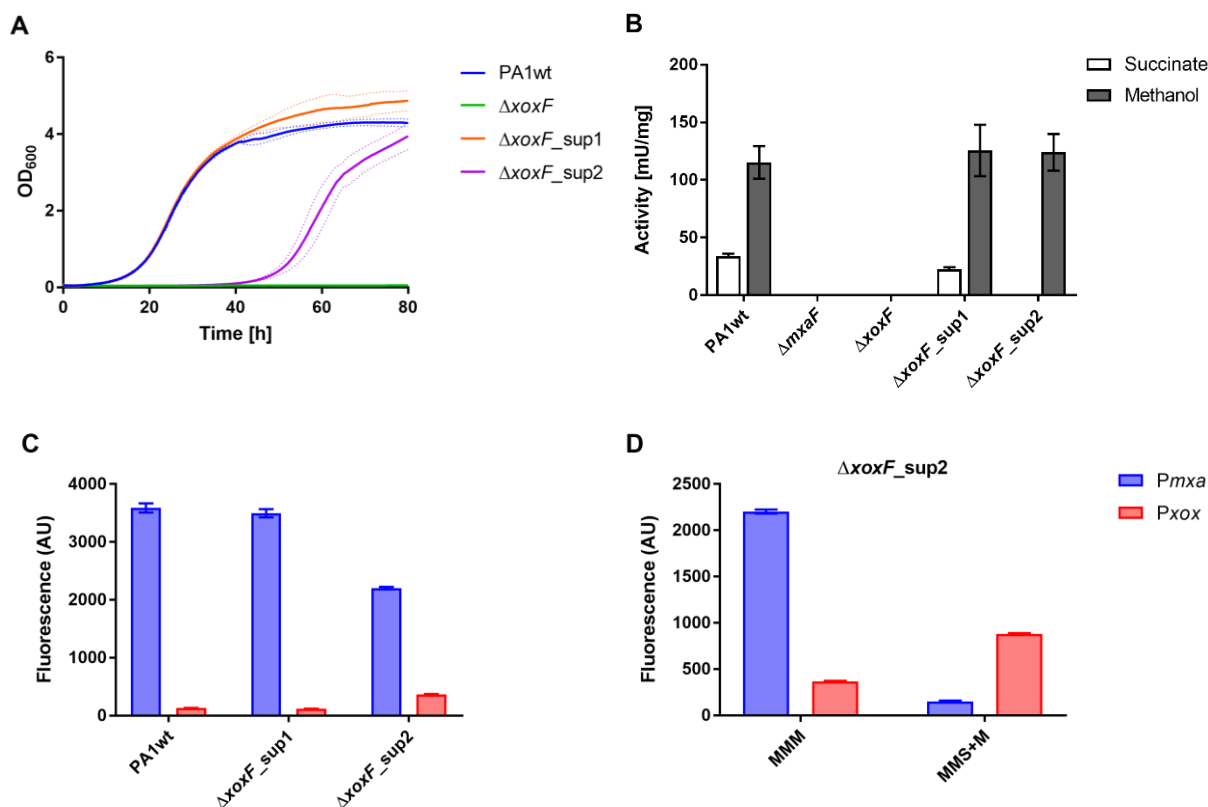 A
OD600
6
4
2
0
0
20
40
60
80
Time [h]
PA1wt
ΔxoxF
ΔxoxF_sup1
ΔxoxF_sup2
B
Activity [mU/mg]
200
150
100
50
0
PA1wt
ΔmxaF
ΔxoxF
ΔxoxF_sup1
ΔxoxF_sup2
Succinate
Methanol
C
Fluorescence (AU)
4000
3000
2000
1000
0
PA1wt
ΔxoxF_sup1
ΔxoxF_sup2
D
ΔxoxF_sup2
Fluorescence (AU)
2500
2000
1500
1000
500
0
MMM
MMS+M
Pmxa
Pxox